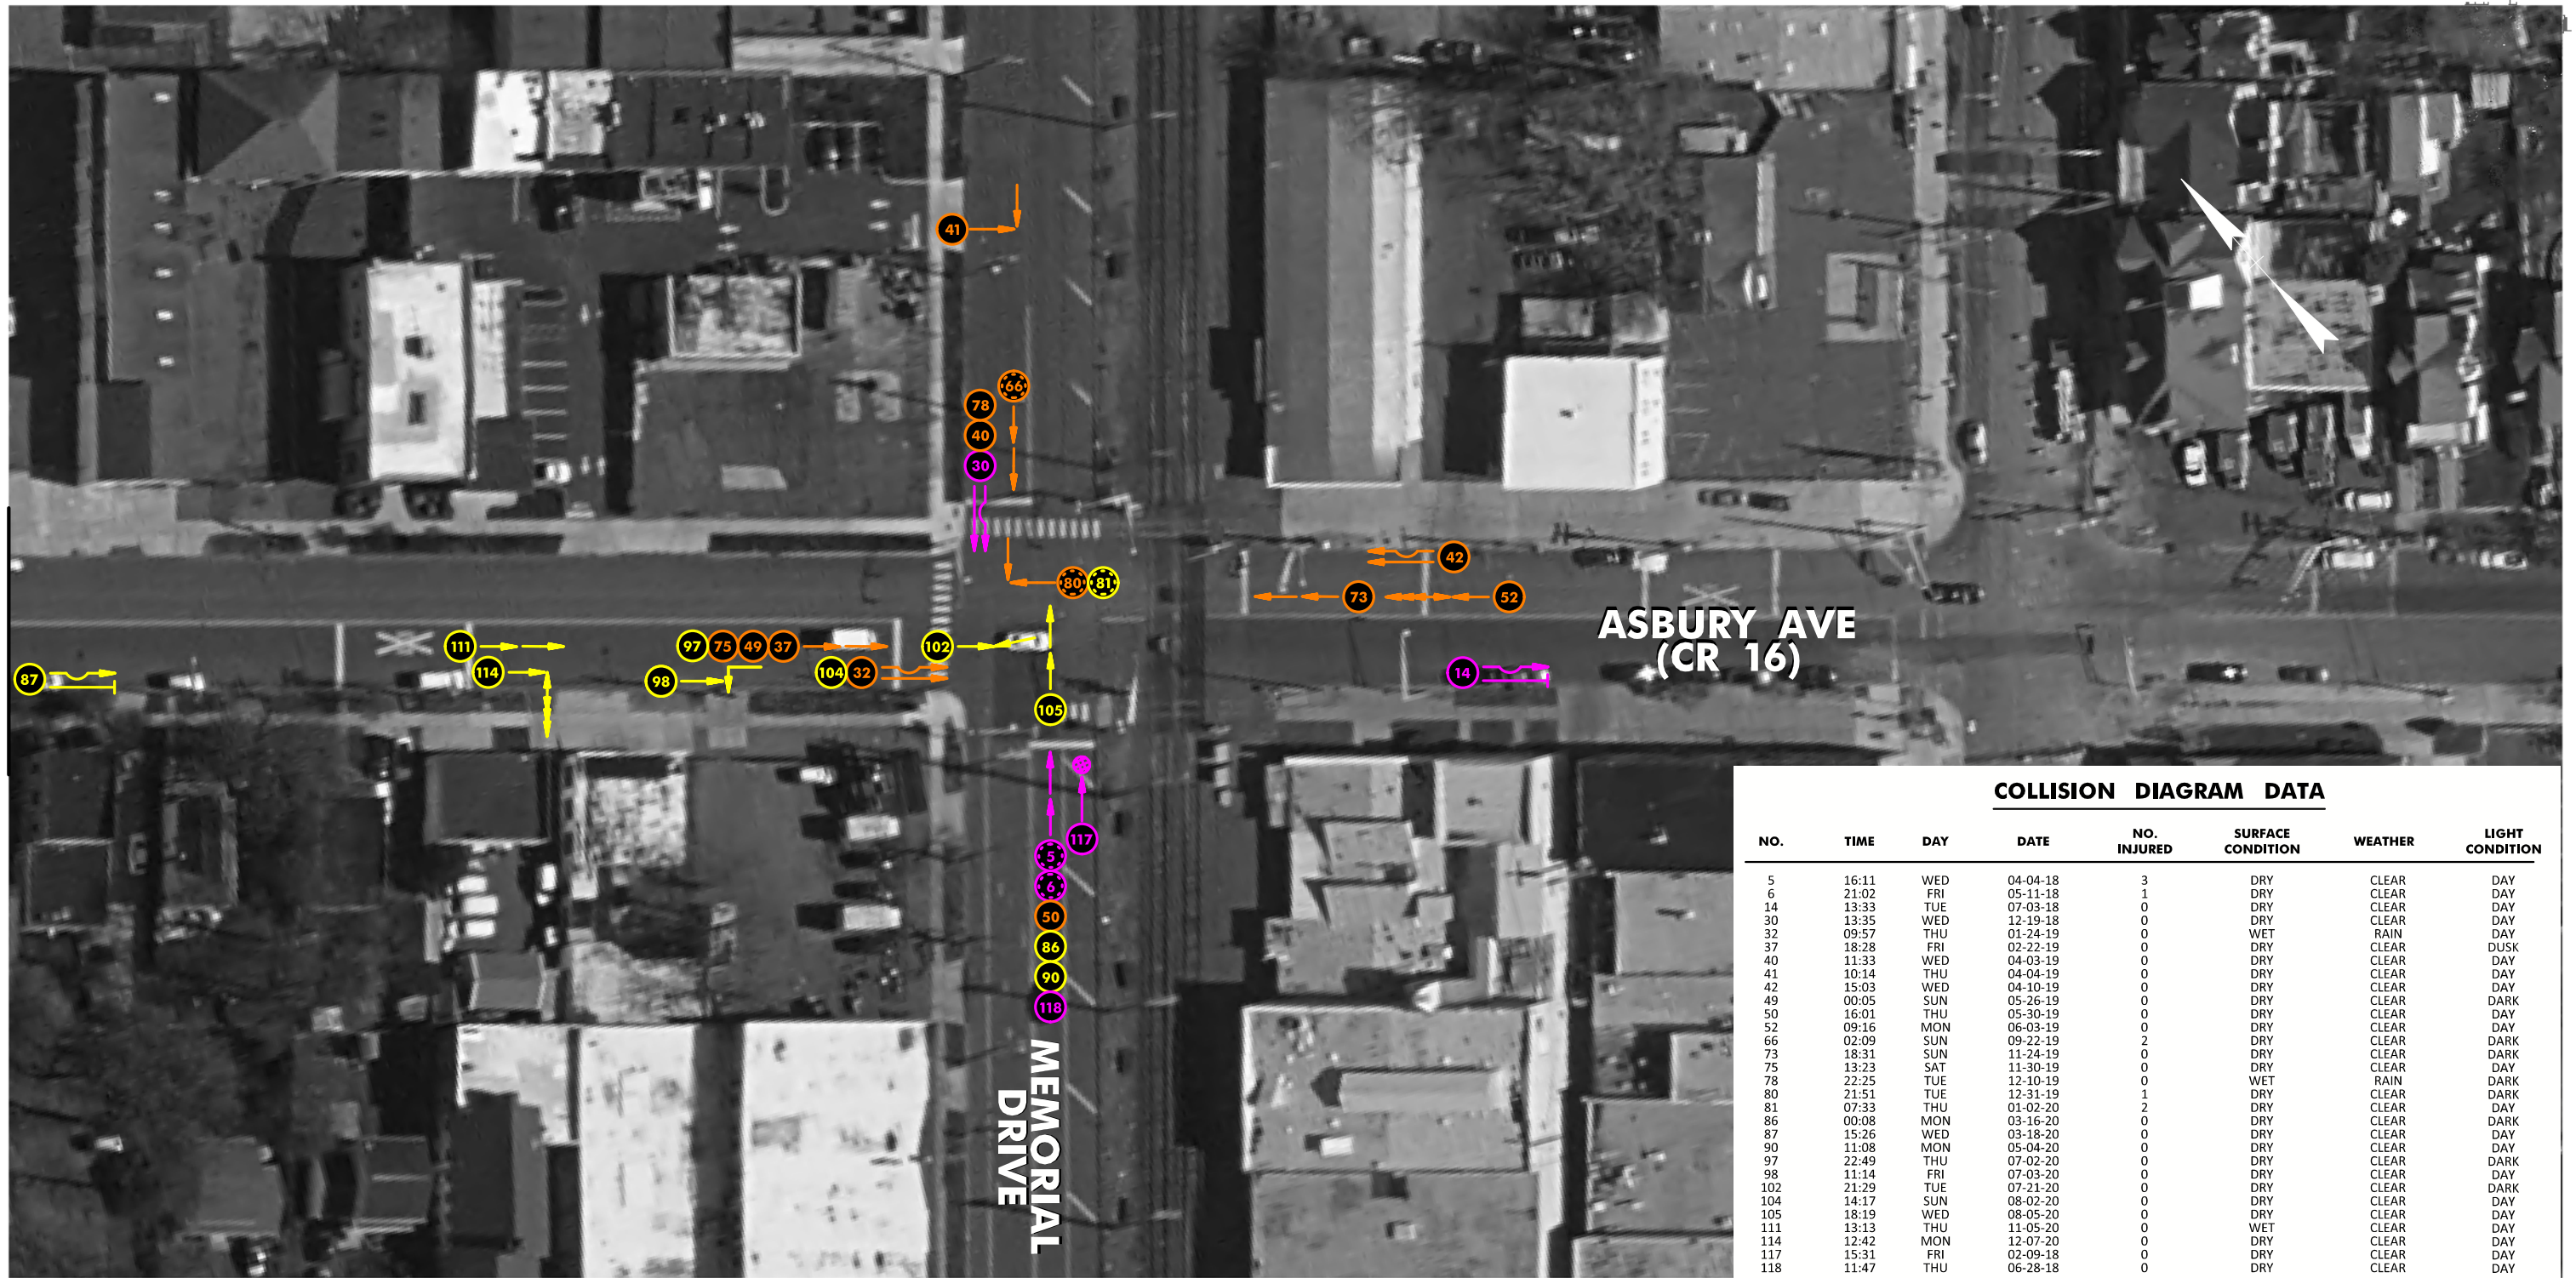 41
66
78
40
30
80 81
42
73 52
ASBURY AVE
(CR 16)
111 97 75 49 37 102
87 114 98 104 32 14
105
117
5
6
50
86
90
118
MEMORIAL
DRIVE
COLLISION DIAGRAM DATA
NO. TIME DAY DATE NO. INJURED SURFACE CONDITION WEATHER LIGHT CONDITION
5 16:11 WED 04-04-18 3 DRY CLEAR DAY
6 21:02 FRI 05-11-18 1 DRY CLEAR DAY
14 13:33 TUE 07-03-18 0 DRY CLEAR DAY
30 13:35 WED 12-19-18 0 DRY CLEAR DAY
32 09:57 THU 01-24-19 0 WET RAIN DAY
37 18:28 FRI 02-22-19 0 DRY CLEAR DUSK
40 11:33 WED 04-03-19 0 DRY CLEAR DAY
41 10:14 THU 04-04-19 0 DRY CLEAR DAY
42 15:03 WED 04-10-19 0 DRY CLEAR DAY
49 00:05 SUN 05-26-19 0 DRY CLEAR DARK
50 16:01 THU 05-30-19 0 DRY CLEAR DAY
52 09:16 MON 06-03-19 0 DRY CLEAR DAY
66 02:09 SUN 09-22-19 2 DRY CLEAR DARK
73 18:31 SUN 11-24-19 0 DRY CLEAR DARK
75 13:23 SAT 11-30-19 0 DRY CLEAR DAY
78 22:25 TUE 12-10-19 0 WET RAIN DARK
80 21:51 TUE 12-31-19 1 DRY CLEAR DARK
81 07:33 THU 01-02-20 2 DRY CLEAR DAY
86 00:08 MON 03-16-20 0 DRY CLEAR DARK
87 15:26 WED 03-18-20 0 DRY CLEAR DAY
90 11:08 MON 05-04-20 0 DRY CLEAR DAY
97 22:49 THU 07-02-20 0 DRY CLEAR DARK
98 11:14 FRI 07-03-20 0 DRY CLEAR DAY
102 21:29 TUE 07-21-20 0 DRY CLEAR DARK
104 14:17 SUN 08-02-20 0 DRY CLEAR DAY
105 18:19 WED 08-05-20 0 DRY CLEAR DAY
111 13:13 THU 11-05-20 0 WET CLEAR DAY
114 12:42 MON 12-07-20 0 DRY CLEAR DAY
117 15:31 FRI 02-09-18 0 DRY CLEAR DAY
118 11:47 THU 06-28-18 0 DRY CLEAR DAY